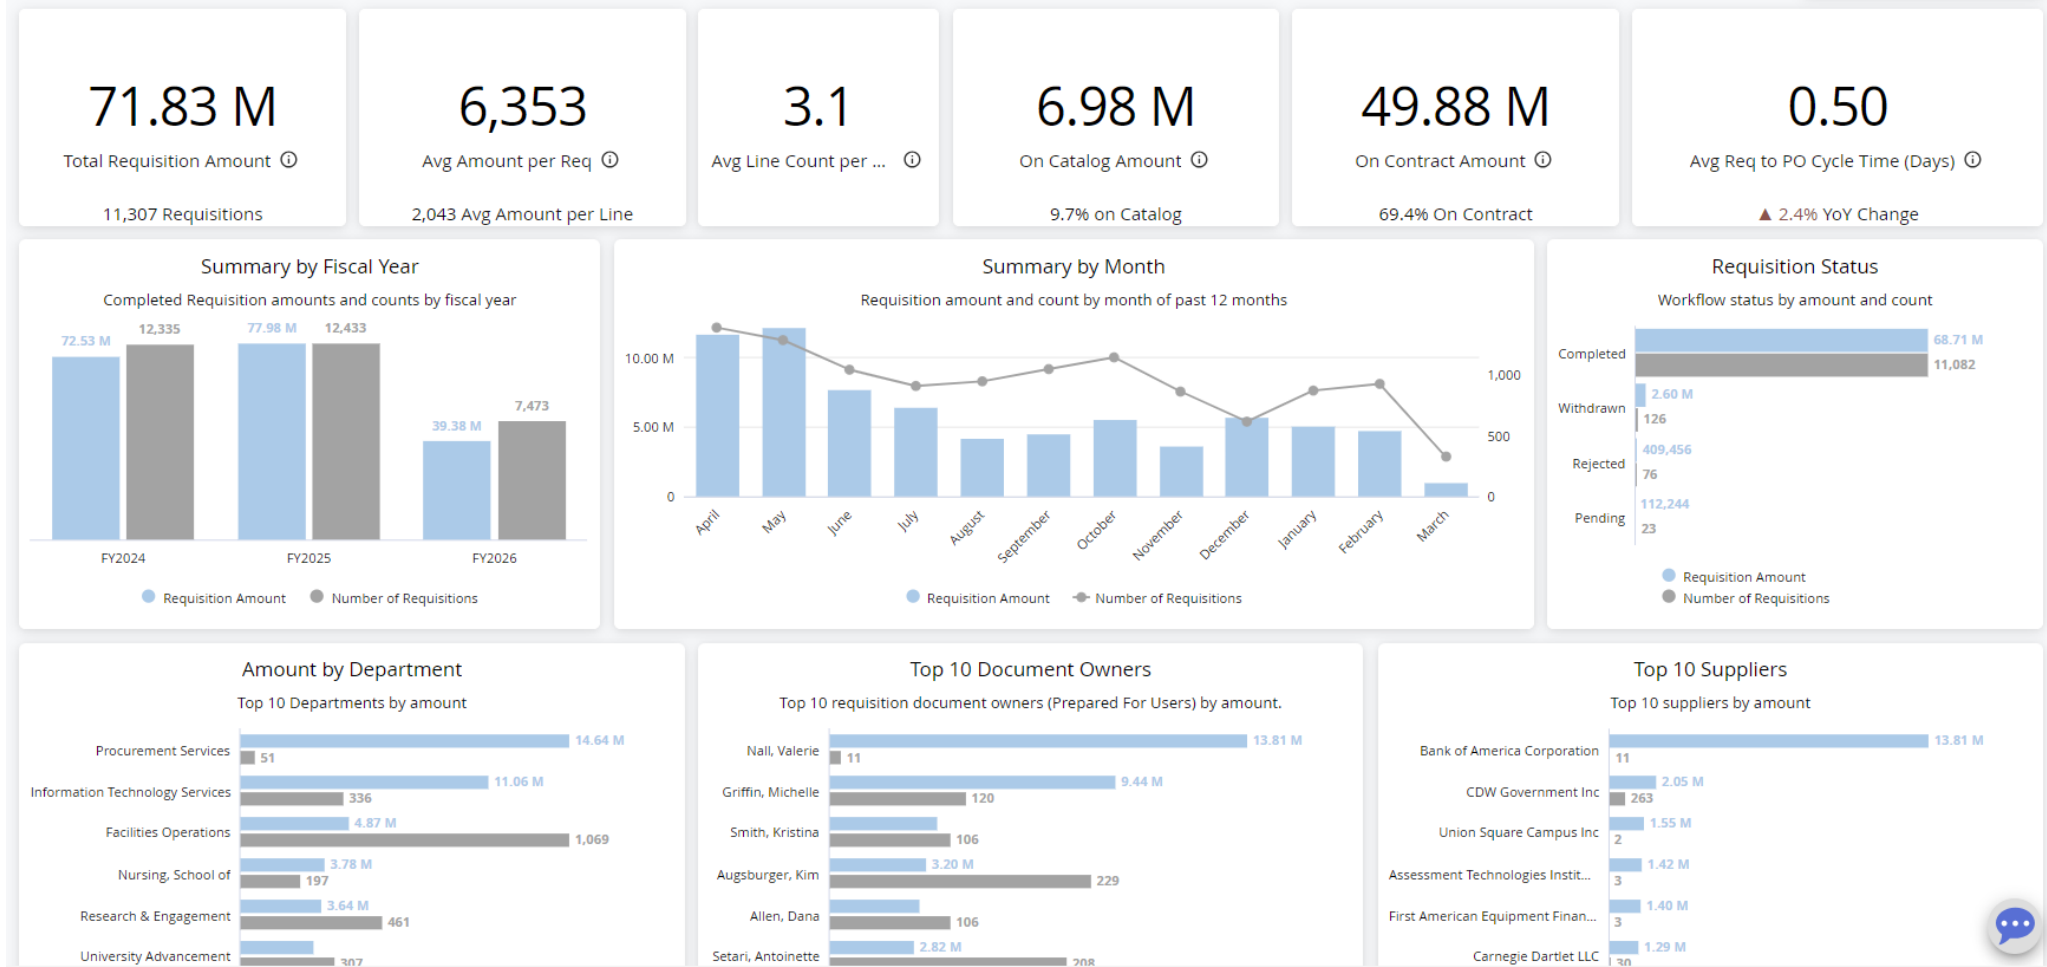 71.83 M
Total Requisition Amount
11,307 Requisitions
6,353
Avg Amount per Req
2,043 Avg Amount per Line
3.1
Avg Line Count per ...
6.98 M
On Catalog Amount
9.7% on Catalog
49.88 M
On Contract Amount
69.4% On Contract
0.50
Avg Req to PO Cycle Time (Days)
▲ 2.4% YoY Change
Summary by Fiscal Year
Completed Requisition amounts and counts by fiscal year
72.53 M
12,335
77.98 M
12,433
39.38 M
7,473
FY2024
FY2025
FY2026
Requisition Amount
Number of Requisitions
Summary by Month
Requisition amount and count by month of past 12 months
10.00 M
5.00 M
0
1,000
500
0
April
May
June
July
August
September
October
November
December
January
February
March
Requisition Amount
Number of Requisitions
Requisition Status
Workflow status by amount and count
Completed
68.71 M
11,082
Withdrawn
2.60 M
126
Rejected
409,456
76
Pending
112,244
23
Requisition Amount
Number of Requisitions
Amount by Department
Top 10 Departments by amount
Procurement Services
14.64 M
51
Information Technology Services
11.06 M
336
Facilities Operations
4.87 M
1,069
Nursing, School of
3.78 M
197
Research & Engagement
3.64 M
461
University Advancement
307
Top 10 Document Owners
Top 10 requisition document owners (Prepared For Users) by amount.
Nall, Valerie
13.81 M
11
Griffin, Michelle
9.44 M
120
Smith, Kristina
106
Augsburger, Kim
3.20 M
229
Allen, Dana
106
Setari, Antoinette
2.82 M
208
Top 10 Suppliers
Top 10 suppliers by amount
Bank of America Corporation
13.81 M
11
CDW Government Inc
2.05 M
263
Union Square Campus Inc
1.55 M
2
Assessment Technologies Instit...
1.42 M
3
First American Equipment Finan...
1.40 M
3
Carnegie Dartlet LLC
1.29 M
30